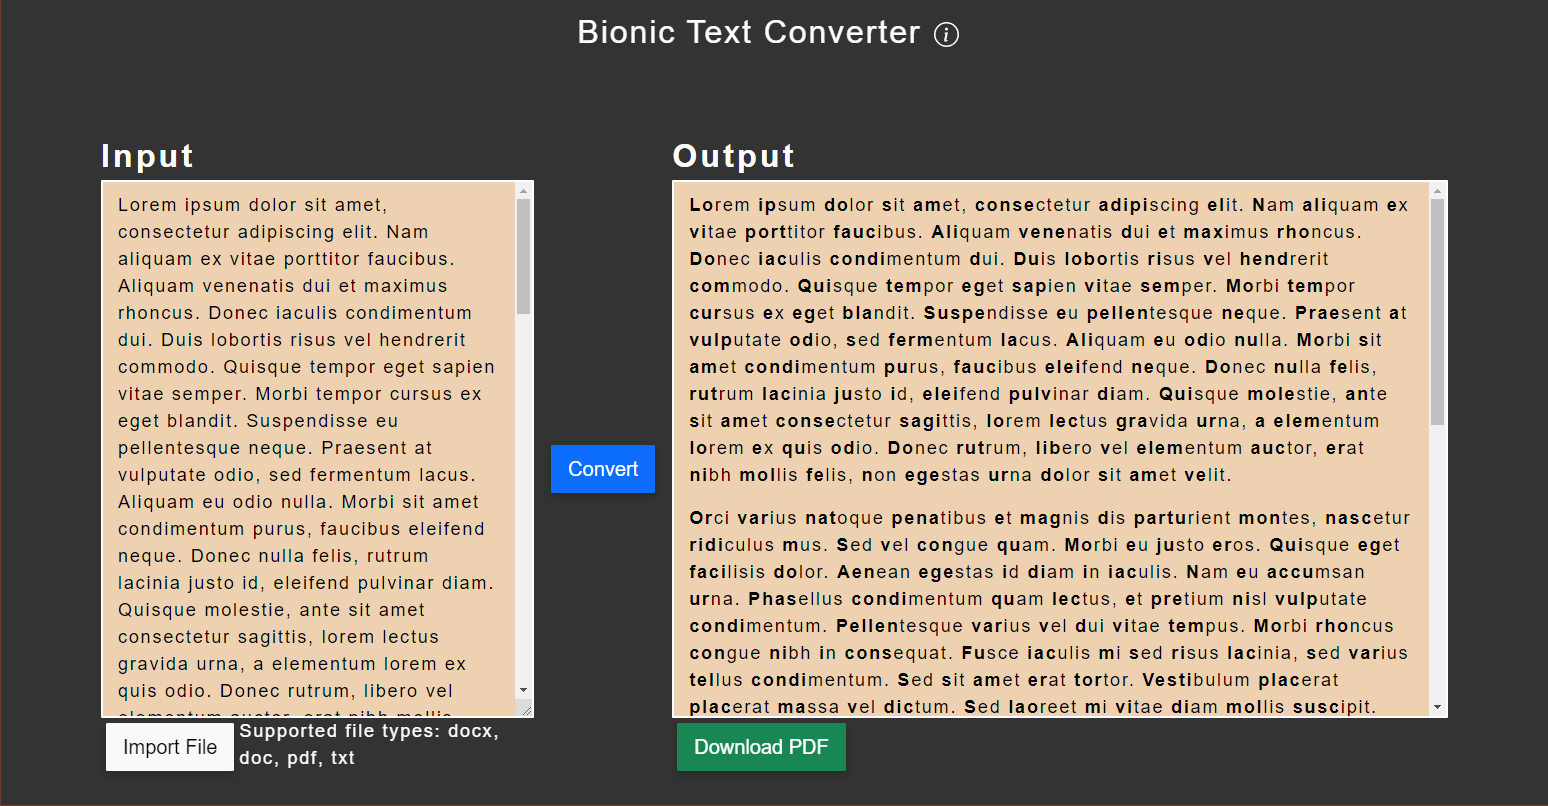 Bionic Text Converter
Input
Lorem ipsum dolor sit amet,
consectetur adipiscing elit. Nam
aliquam ex vitae porttitor faucibus.
Aliquam venenatis dui et maximus
rhoncus. Donec iaculis condimentum
dui. Duis lobortis risus vel hendrerit
commodo. Quisque tempor eget sapien
vitae semper. Morbi tempor cursus ex
eget blandit. Suspendisse eu
pellentesque neque. Praesent at
vulputate odio, sed fermentum lacus.
Aliquam eu odio nulla. Morbi sit amet
condimentum purus, faucibus eleifend
neque. Donec nulla felis, rutrum
lacinia justo id, eleifend pulvinar diam.
Quisque molestie, ante sit amet
consectetur sagittis, lorem lectus
gravida urna, a elementum lorem ex
quis odio. Donec rutrum, libero vel
elementum auctor, erat nibh mollis
Import File
Supported file types: docx,
doc, pdf, txt
Convert
Output
Lorem ipsum dolor sit amet, consectetur adipiscing elit. Nam aliquam ex
vitae porttitor faucibus. Aliquam venenatis dui et maximus rhoncus.
Donec iaculis condimentum dui. Duis lobortis risus vel hendrerit
commodo. Quisque tempor eget sapien vitae semper. Morbi tempor
cursus ex eget blandit. Suspendisse eu pellentesque neque. Praesent at
vulputate odio, sed fermentum lacus. Aliquam eu odio nulla. Morbi sit
amet condimentum purus, faucibus eleifend neque. Donec nulla felis,
rutrum lacinia justo id, eleifend pulvinar diam. Quisque molestie, ante
sit amet consectetur sagittis, lorem lectus gravida urna, a elementum
lorem ex quis odio. Donec rutrum, libero vel elementum auctor, erat
nibh mollis felis, non egestas urna dolor sit amet velit.
Orci varius natoque penatibus et magnis dis parturient montes, nascetur
ridiculus mus. Sed vel congue quam. Morbi eu justo eros. Quisque eget
facilisis dolor. Aenean egestas id diam in iaculis. Nam eu accumsan
urna. Phasellus condimentum quam lectus, et pretium nisl vulputate
condimentum. Pellentesque varius vel dui vitae tempus. Morbi rhoncus
congue nibh in consequat. Fusce iaculis mi sed risus lacinia, sed varius
tellus condimentum. Sed sit amet erat tortor. Vestibulum placerat
placerat massa vel dictum. Sed laoreet mi vitae diam mollis suscipit.
Download PDF